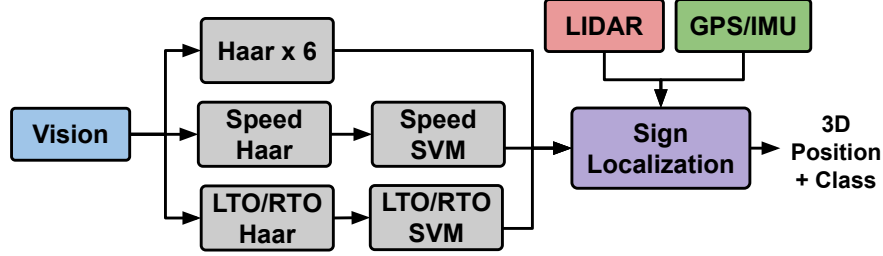 LIDAR
GPS/IMU
Haar x 6
Vision
Speed
Haar
Speed
SVM
LTO/RTO
Haar
LTO/RTO
SVM
Sign
Localization
3D
Position
+ Class